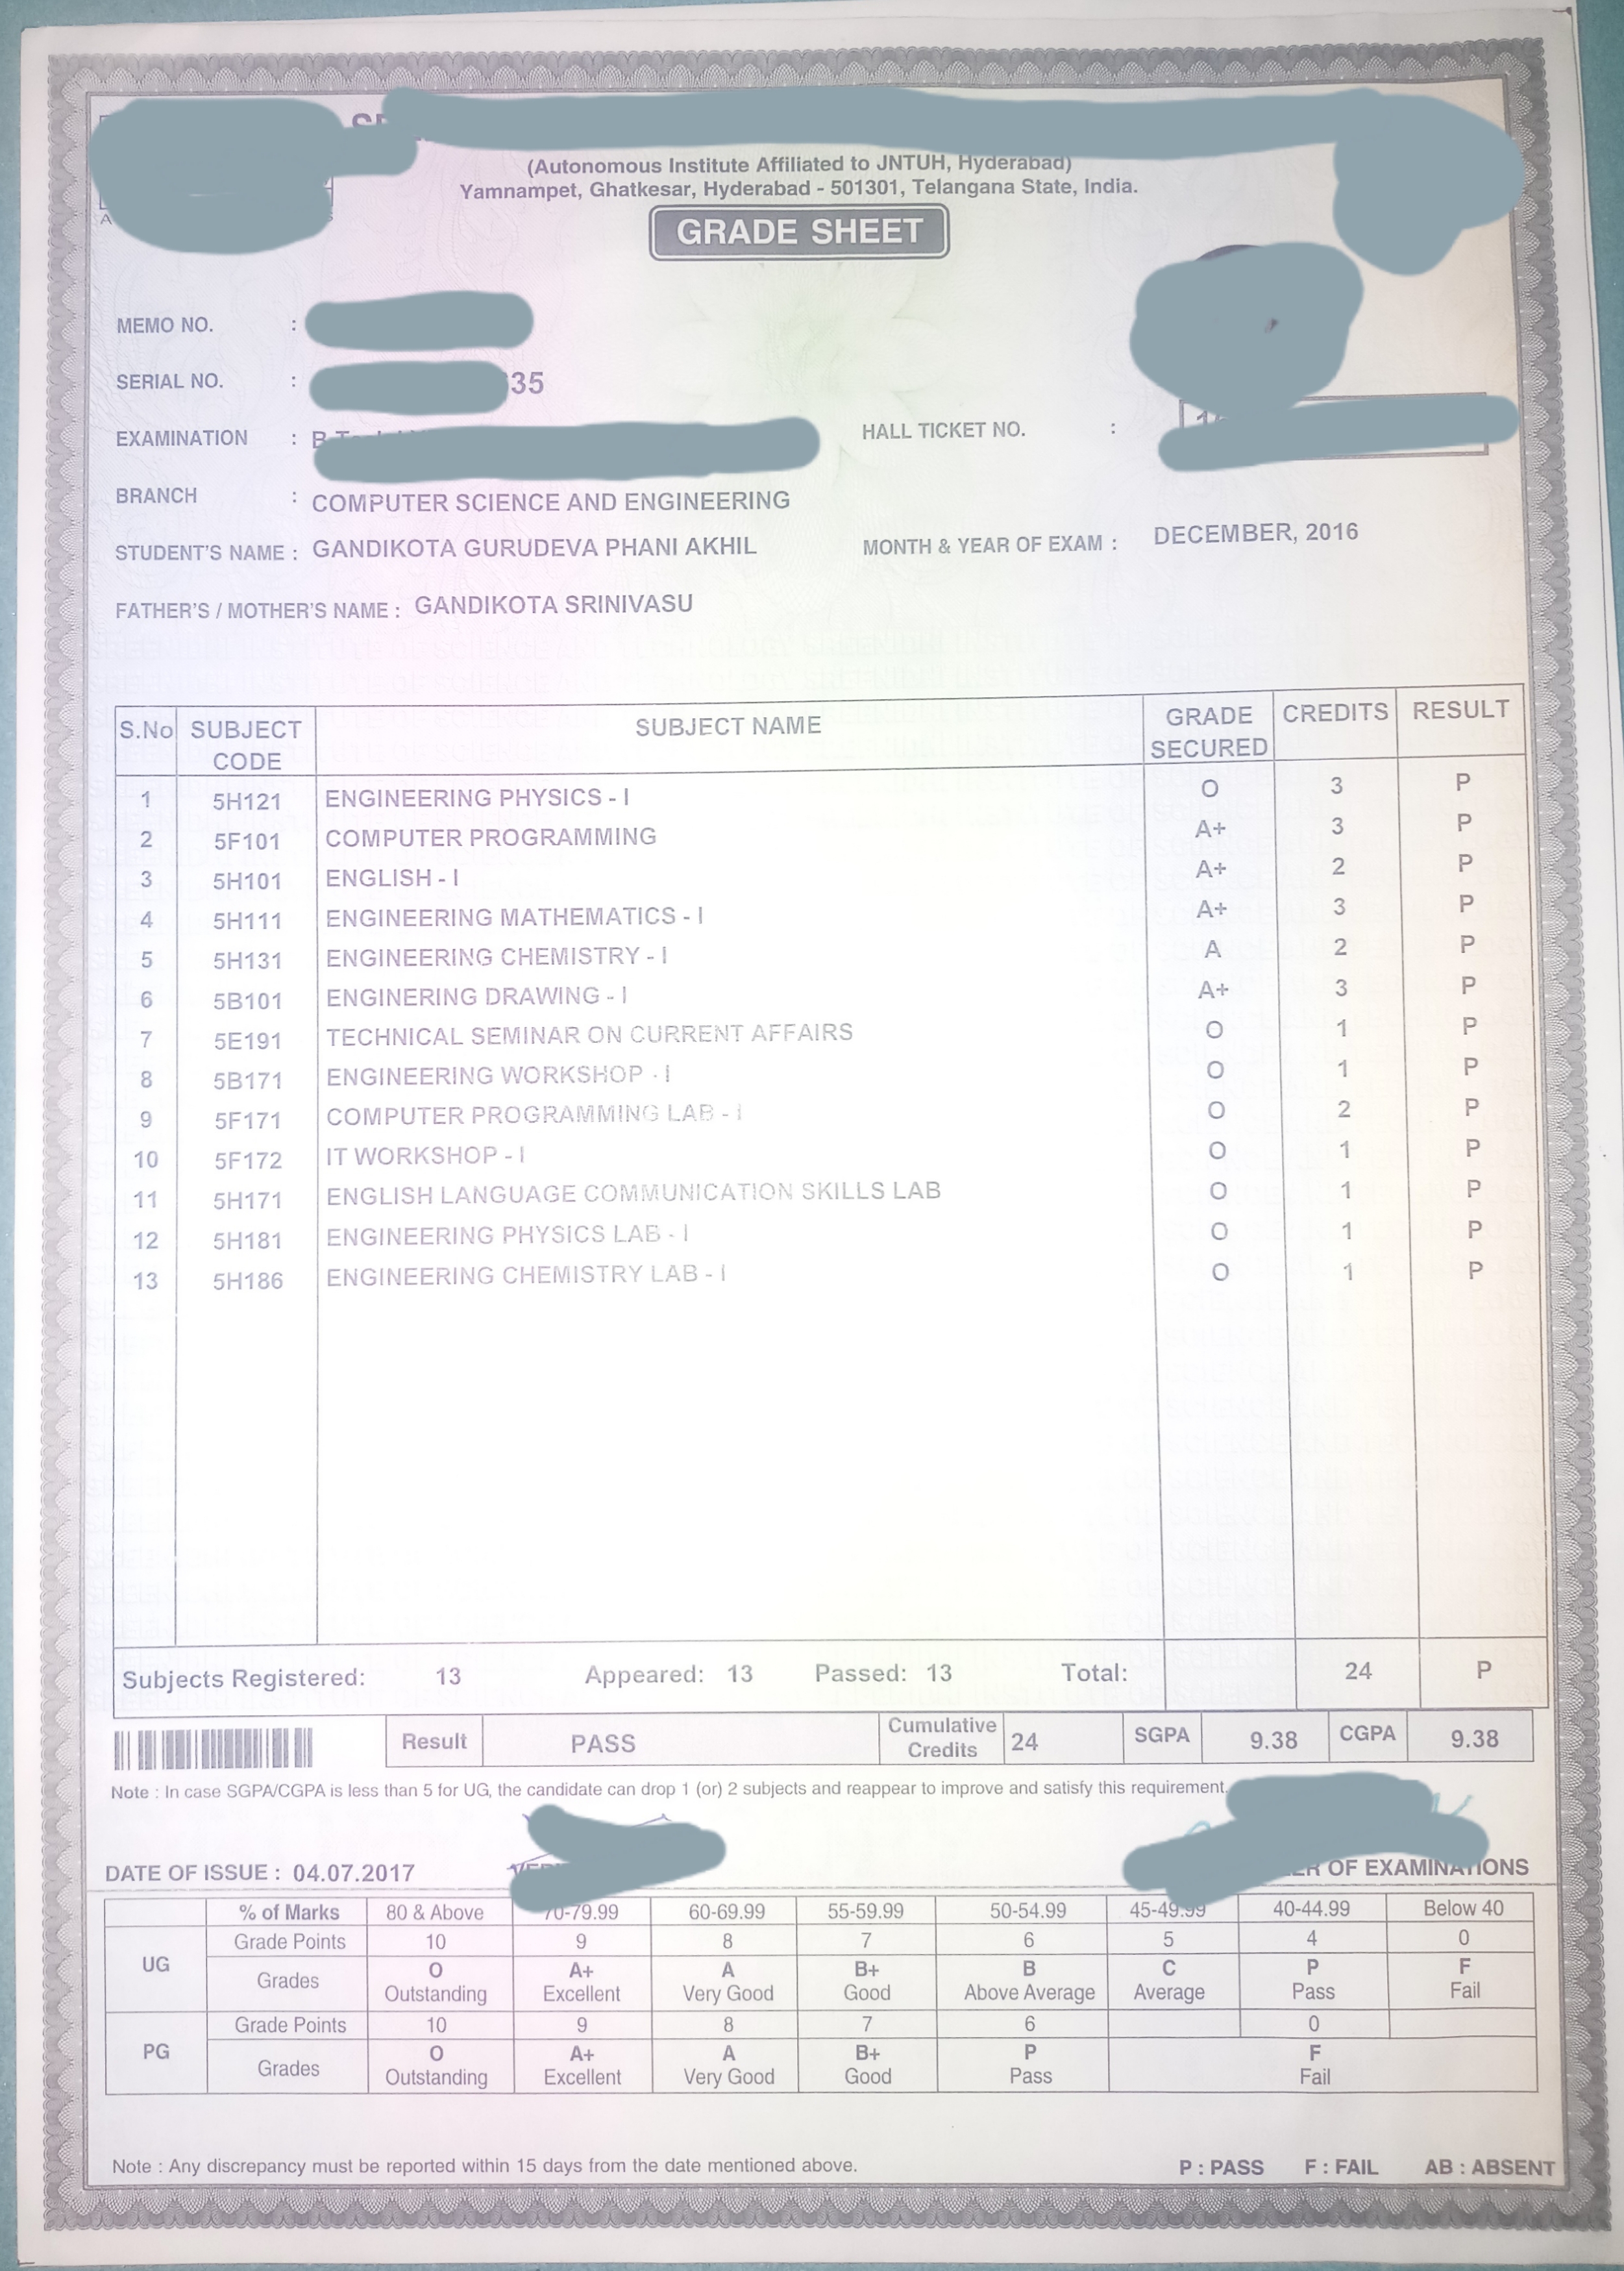 (Autonomous Institute Affiliated to JNTUH, Hyderabad)
Yamnampet, Ghatkesar, Hyderabad - 501301, Telangana State, India.
GRADE SHEET
MEMO NO. :
SERIAL NO. : 35
EXAMINATION : HALL TICKET NO. :
BRANCH : COMPUTER SCIENCE AND ENGINEERING
STUDENT'S NAME : GANDIKOTA GURUDEVA PHANI AKHIL MONTH & YEAR OF EXAM : DECEMBER, 2016
FATHER'S / MOTHER'S NAME : GANDIKOTA SRINIVASU
S.No SUBJECT CODE SUBJECT NAME GRADE SECURED CREDITS RESULT
1 5H121 ENGINEERING PHYSICS - I O 3 P
2 5F101 COMPUTER PROGRAMMING A+ 3 P
3 5H101 ENGLISH - I A+ 2 P
4 5H111 ENGINEERING MATHEMATICS - I A+ 3 P
5 5H131 ENGINEERING CHEMISTRY - I A 2 P
6 5B101 ENGINERING DRAWING - I A+ 3 P
7 5E191 TECHNICAL SEMINAR ON CURRENT AFFAIRS O 1 P
8 5B171 ENGINEERING WORKSHOP - I O 1 P
9 5F171 COMPUTER PROGRAMMING LAB - I O 2 P
10 5F172 IT WORKSHOP - I O 1 P
11 5H171 ENGLISH LANGUAGE COMMUNICATION SKILLS LAB O 1 P
12 5H181 ENGINEERING PHYSICS LAB - I O 1 P
13 5H186 ENGINEERING CHEMISTRY LAB - I O 1 P
Subjects Registered: 13 Appeared: 13 Passed: 13 Total: 24 P
Result PASS Cumulative Credits 24 SGPA 9.38 CGPA 9.38
Note : In case SGPA/CGPA is less than 5 for UG, the candidate can drop 1 (or) 2 subjects and reappear to improve and satisfy this requirement.
DATE OF ISSUE : 04.07.2017 OF EXAMINATIONS
% of Marks 80 & Above 70-79.99 60-69.99 55-59.99 50-54.99 45-49.99 40-44.99 Below 40
UG Grade Points 10 9 8 7 6 5 4 0
Grades O A+ A B+ B C P F
Outstanding Excellent Very Good Good Above Average Average Pass Fail
PG Grade Points 10 9 8 7 6 0
Grades O A+ A B+ P F
Outstanding Excellent Very Good Good Pass Fail
Note : Any discrepancy must be reported within 15 days from the date mentioned above. P : PASS F : FAIL AB : ABSENT